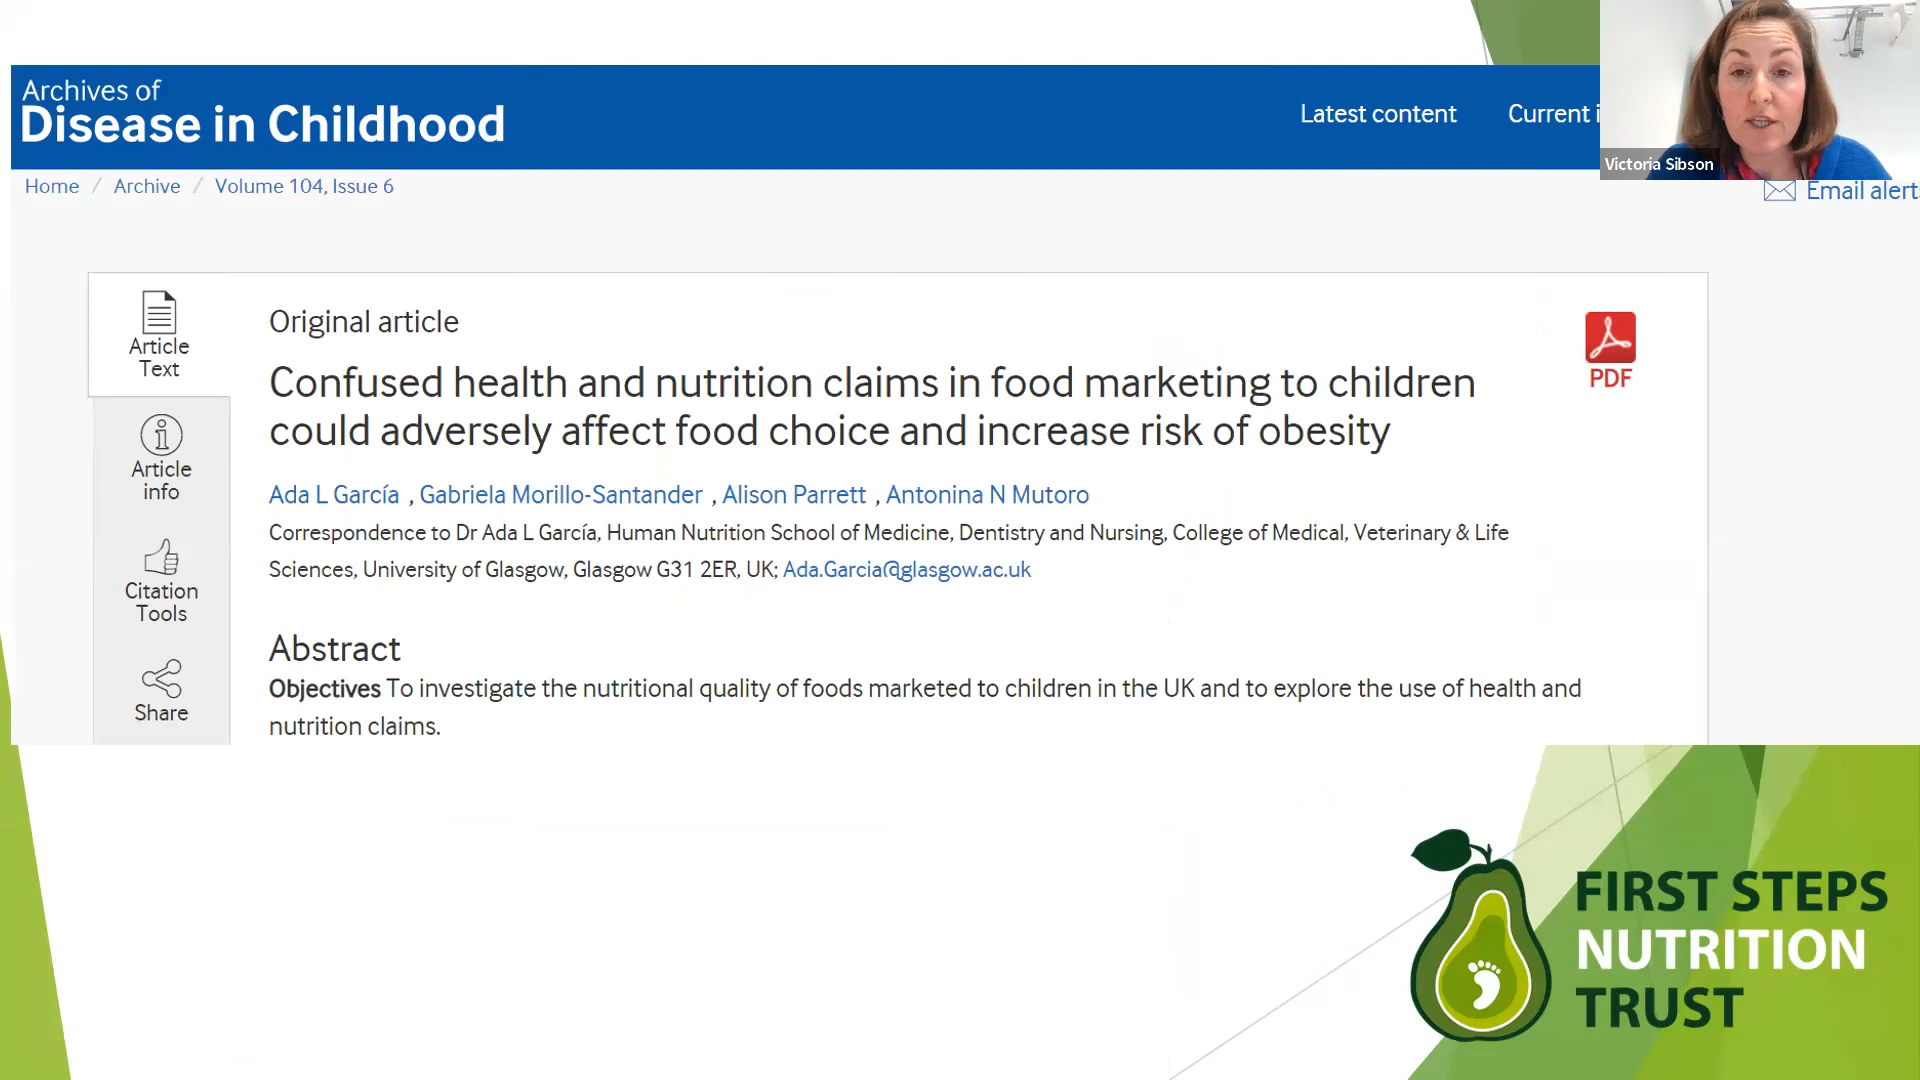 Archives of
Disease in Childhood
Latest content
Current i
Victoria Sibson
Home / Archive / Volume 104, Issue 6
Email alerts
Article
Text
Article
info
Citation
Tools
Share
Original article
PDF
Confused health and nutrition claims in food marketing to children
could adversely affect food choice and increase risk of obesity
Ada L García , Gabriela Morillo-Santander , Alison Parrett , Antonina N Mutoro
Correspondence to Dr Ada L García, Human Nutrition School of Medicine, Dentistry and Nursing, College of Medical, Veterinary & Life
Sciences, University of Glasgow, Glasgow G31 2ER, UK; Ada.Garcia@glasgow.ac.uk
Abstract
Objectives To investigate the nutritional quality of foods marketed to children in the UK and to explore the use of health and
nutrition claims.
FIRST STEPS
NUTRITION
TRUST